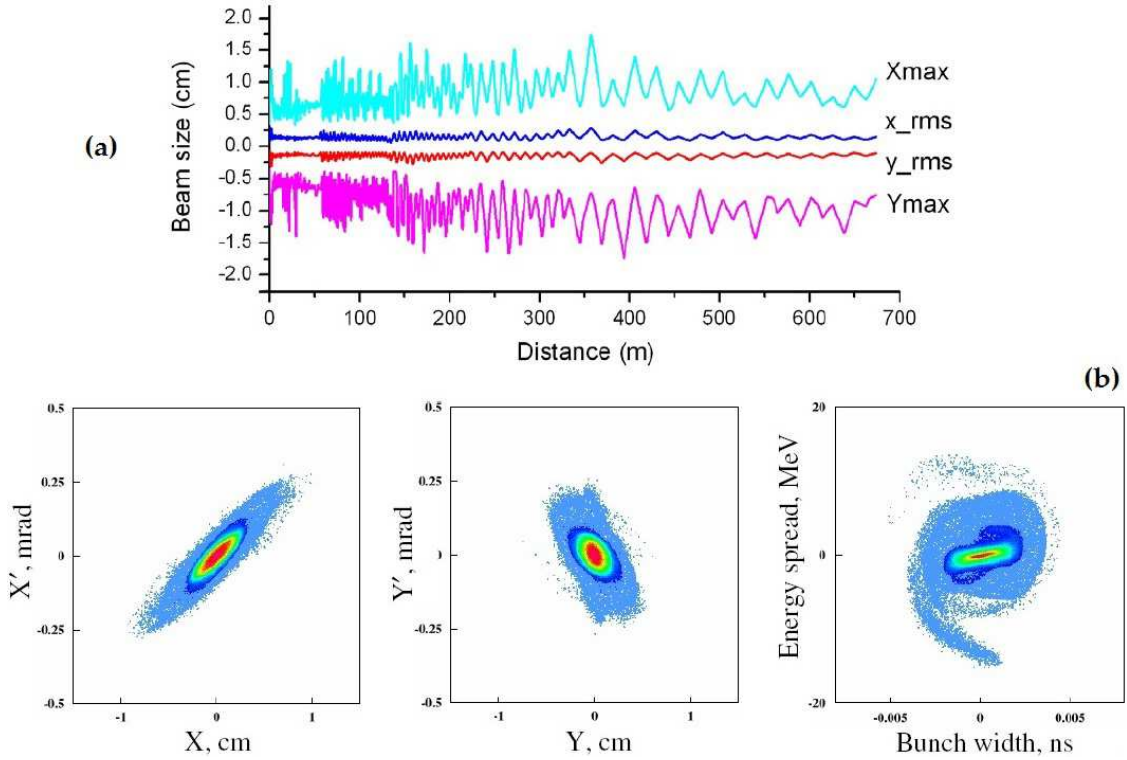 2.0
1.5
1.0
0.5
0.0
-0.5
-1.0
-1.5
-2.0
Beam size (cm)
(a)
Xmax
x_rms
y_rms
Ymax
0 100 200 300 400 500 600 700
Distance (m)
(b)
0.5
0.25
0
-0.25
-0.5
X′, mrad
-1 0 1
X, cm
0.5
0.25
0
-0.25
-0.5
Y′, mrad
-1 0 1
Y, cm
20
0
-20
Energy spread, MeV
-0.005 0 0.005
Bunch width, ns